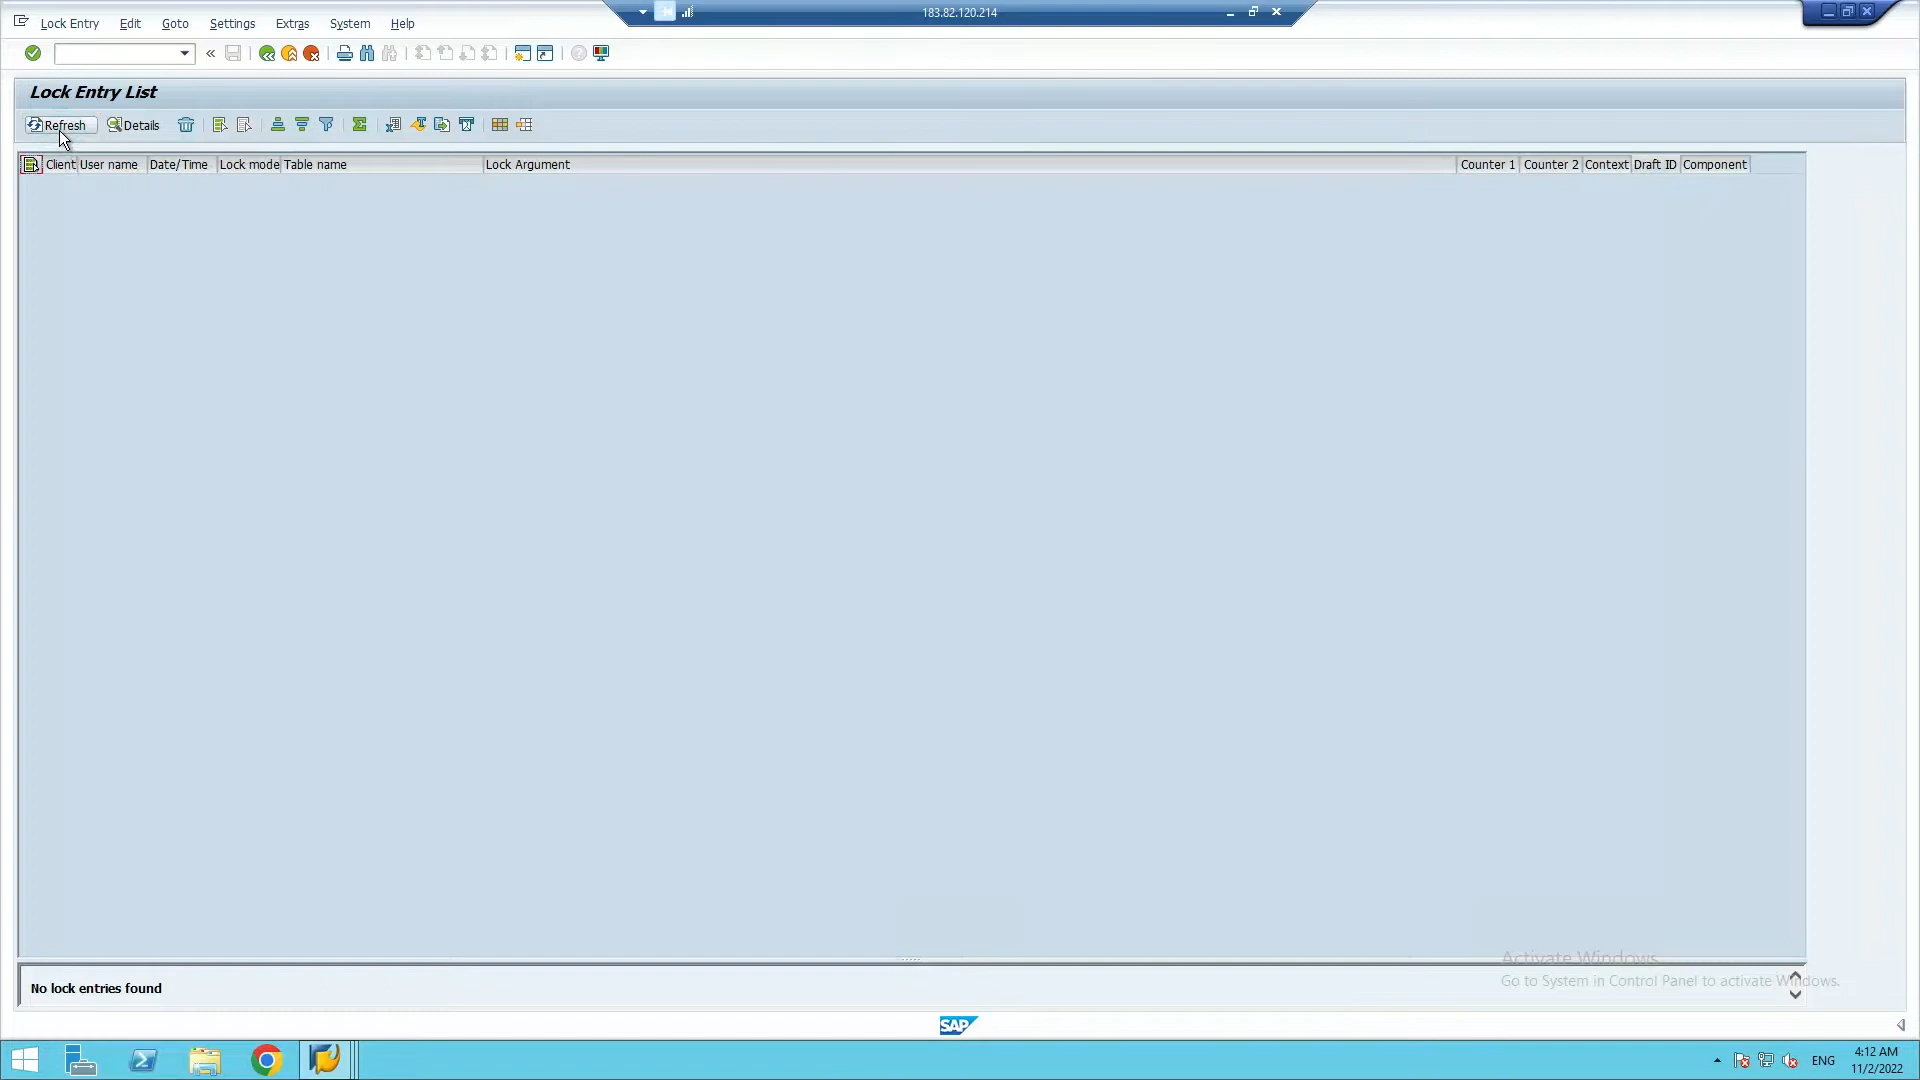 183.82.120.214
Lock Entry Edit Goto Settings Extras System Help
Lock Entry List
Refresh Details
Client User name Date/Time Lock mode Table name Lock Argument Counter 1 Counter 2 Context Draft ID Component
No lock entries found
Activate Windows
Go to System in Control Panel to activate Windows.
SAP
ENG
4:12 AM
11/2/2022